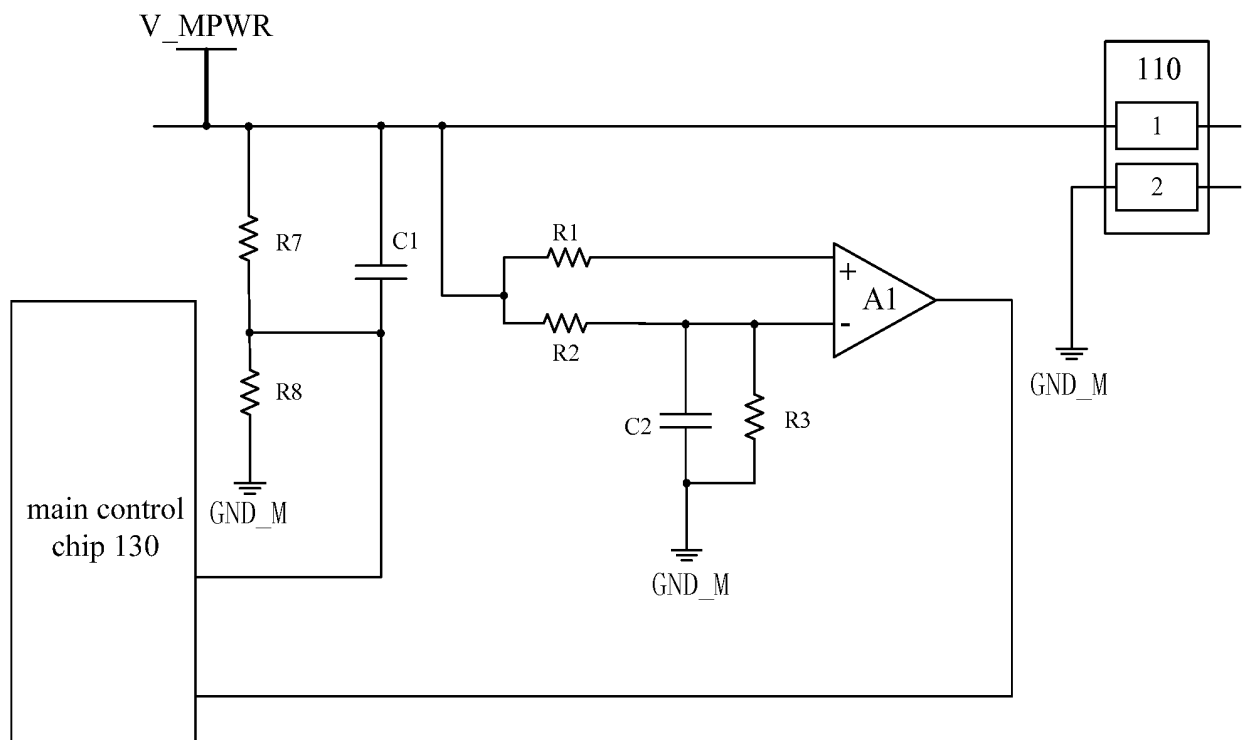 V_MPWR
110
1
2
R7
C1
R1
+
A1
-
R2
R8
GND_M
C2
R3
GND_M
main control
chip 130
GND_M